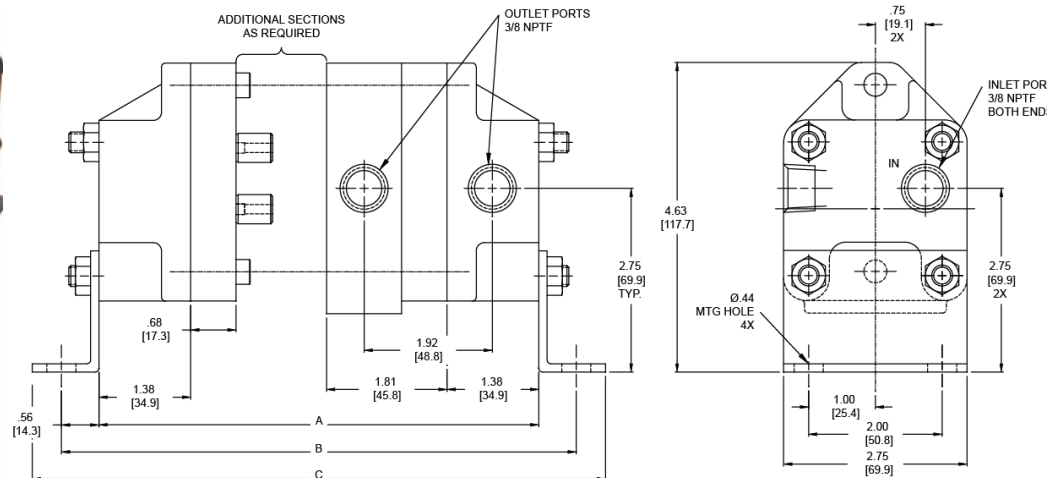 ADDITIONAL SECTIONS
AS REQUIRED
OUTLET PORTS
3/8 NPTF
.75
[19.1]
2X
INLET POR
3/8 NPTF
BOTH ENDS
IN
4.63
[117.7]
2.75
[69.9]
TYP.
2.75
[69.9]
2X
Ø.44
MTG HOLE
4X
.68
[17.3]
1.92
[48.8]
1.38
[34.9]
1.81
[45.8]
1.38
[34.9]
.56
[14.3]
A
B
C
1.00
[25.4]
2.00
[50.8]
2.75
[69.9]